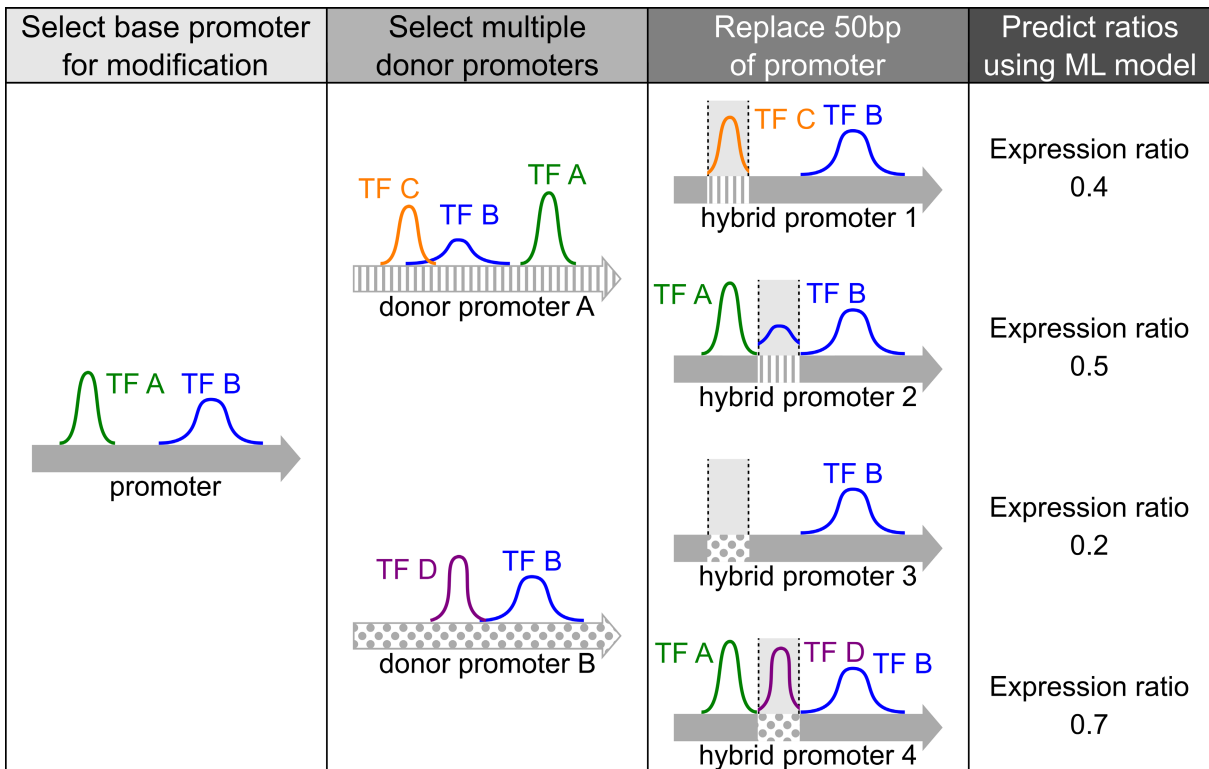 Select base promoter
for modification
Select multiple
donor promoters
Replace 50bp
of promoter
Predict ratios
using ML model
TF A
TF B
promoter
TF C
TF B
TF A
donor promoter A
TF D
TF B
donor promoter B
TF C
TF B
hybrid promoter 1
TF A
TF B
hybrid promoter 2
TF B
hybrid promoter 3
TF A
TF D
TF B
hybrid promoter 4
Expression ratio
0.4
Expression ratio
0.5
Expression ratio
0.2
Expression ratio
0.7